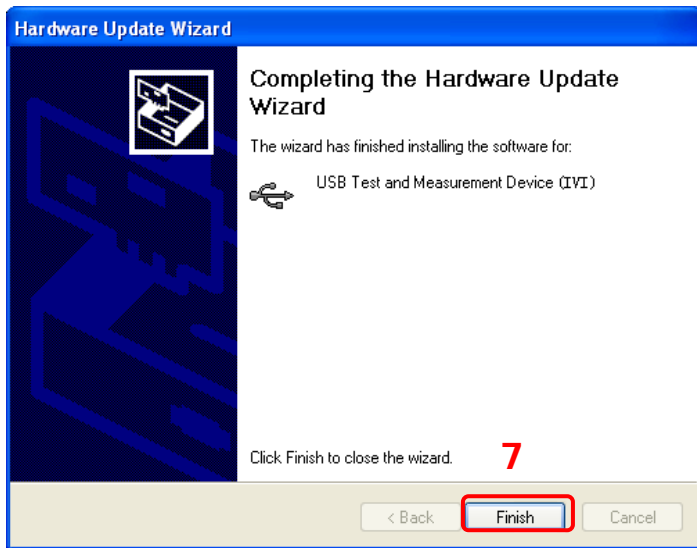 Hardware Update Wizard
Completing the Hardware Update
Wizard
The wizard has finished installing the software for:
USB Test and Measurement Device (IVI)
Click Finish to close the wizard.
7
< Back
Finish
Cancel